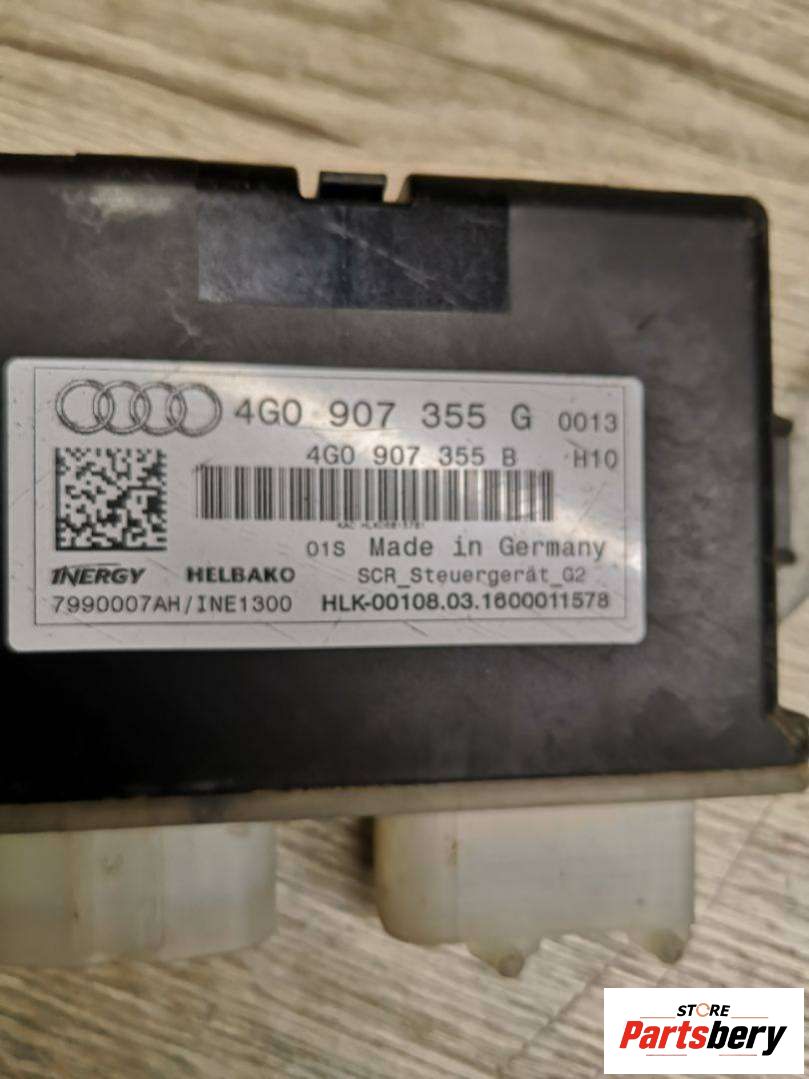 4G0 907 355 G 0013
4G0 907 355 B H10
01S Made in Germany
INERGY HELBAKO SCR_Steuergerät_G2
7990007AH/INE1300 HLK-00108.03.1600011578
STORE
Partsbery